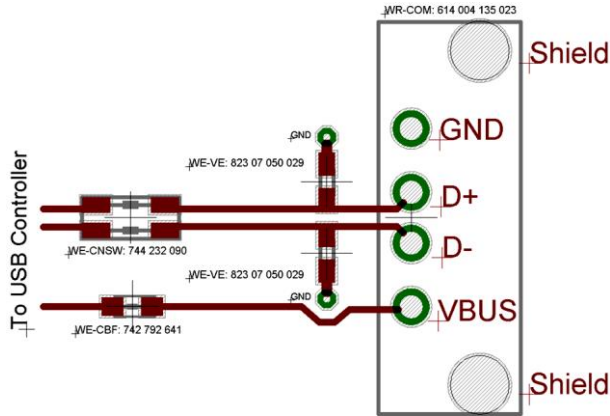 WR-COM: 614 004 135 023
Shield
GND
GND
WE-VE: 823 07 050 029
D+
WE-CNSW: 744 232 090
D-
WE-VE: 823 07 050 029
GND
VBUS
WE-CBF: 742 792 641
To USB Controller
Shield